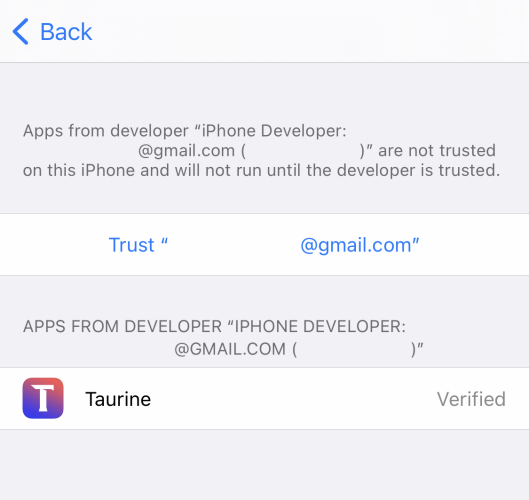 Back
Apps from developer “iPhone Developer:
@gmail.com ( )” are not trusted
on this iPhone and will not run until the developer is trusted.
Trust “ @gmail.com”
APPS FROM DEVELOPER “IPHONE DEVELOPER:
@GMAIL.COM ( )”
T
Taurine Verified